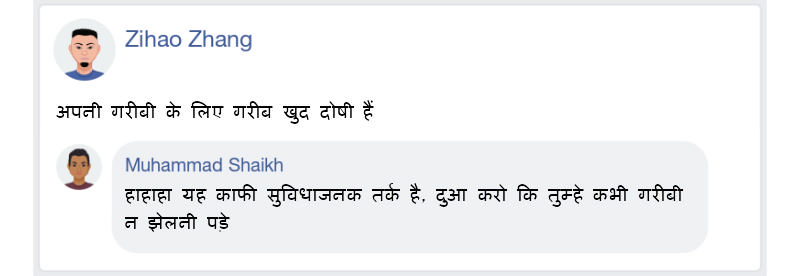 Zihao Zhang
अपनी गरीबी के लिए गरीब खुद दोषी हैं
Muhammad Shaikh
हाहाहा यह काफी सुविधाजनक तर्क है, दुआ करो कि तुम्हे कभी गरीबी
न झेलनी पड़े